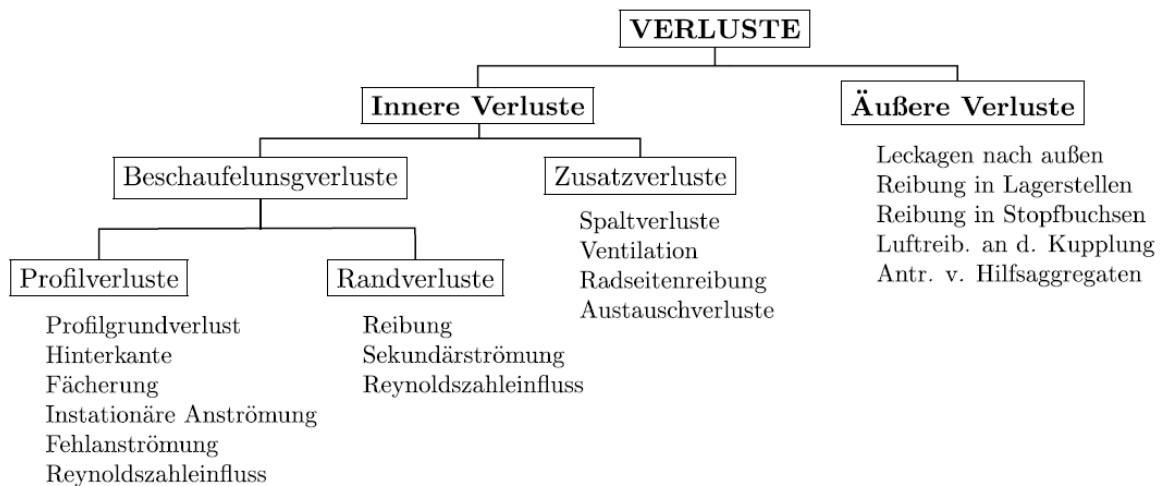 VERLUSTE
Innere Verluste
Äußere Verluste
Beschaufelunsgverluste
Zusatzverluste
Leckagen nach außen
Reibung in Lagerstellen
Reibung in Stopfbuchsen
Luftreib. an d. Kupplung
Antr. v. Hilfsaggregaten
Spaltverluste
Ventilation
Radseitenreibung
Austauschverluste
Profilverluste
Randverluste
Profilgrundverlust
Hinterkante
Fächerung
Instationäre Anströmung
Fehlanströmung
Reynoldszahleinfluss
Reibung
Sekundärströmung
Reynoldszahleinfluss